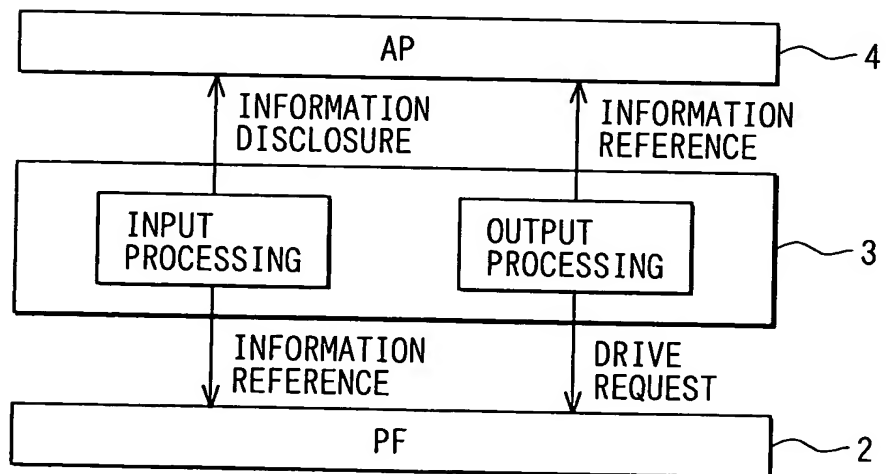 AP
4
INFORMATION
DISCLOSURE
INFORMATION
REFERENCE
INPUT
PROCESSING
OUTPUT
PROCESSING
3
INFORMATION
REFERENCE
DRIVE
REQUEST
PF
2